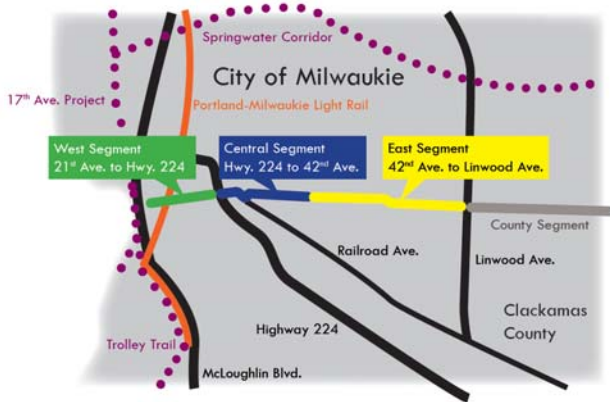 Springwater Corridor
City of Milwaukie
17th Ave. Project
Portland-Milwaukie Light Rail
West Segment
21st Ave. to Hwy. 224
Central Segment
Hwy. 224 to 42nd Ave.
East Segment
42nd Ave. to Linwood Ave.
County Segment
Railroad Ave.
Linwood Ave.
Clackamas
County
Highway 224
Trolley Trail
McLoughlin Blvd.